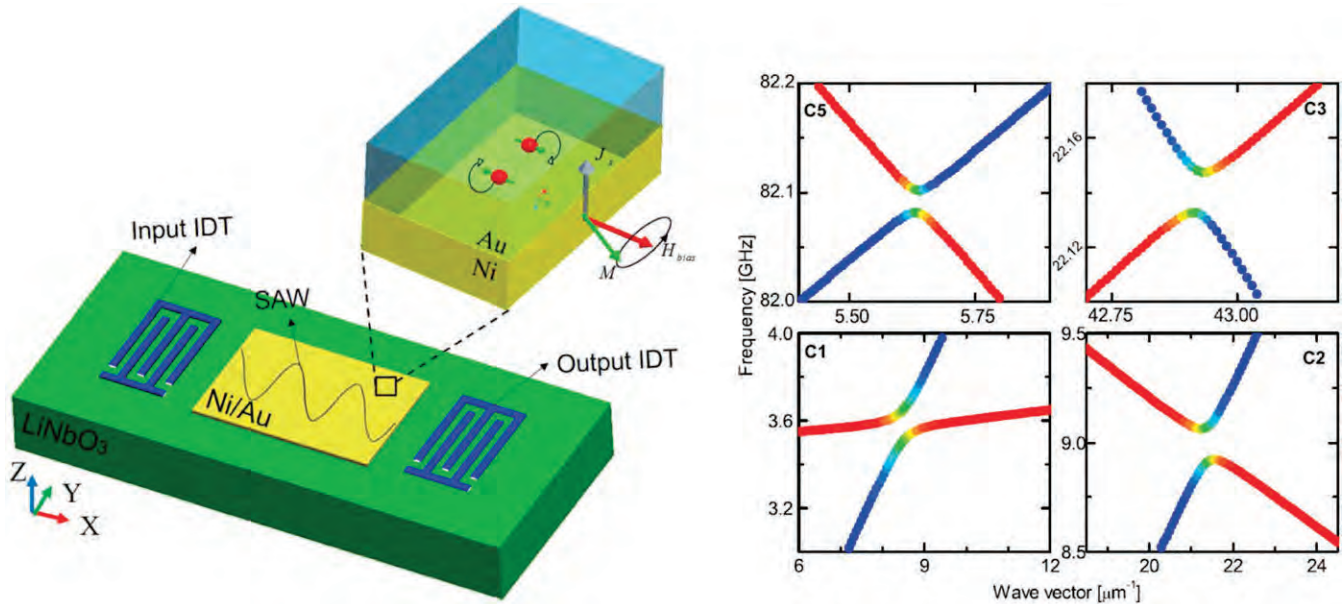 Au
Ni
J s
M
H bias
Input IDT
SAW
Output IDT
Ni/Au
LiNbO3
Z
Y
X
Frequency [GHz]
82.2
82.1
82.0
C5
5.50
5.75
C3
22.16
22.12
42.75
43.00
4.0
3.6
3.2
C1
6
9
12
C2
9.5
9.0
8.5
20
22
24
Wave vector [μm⁻¹]